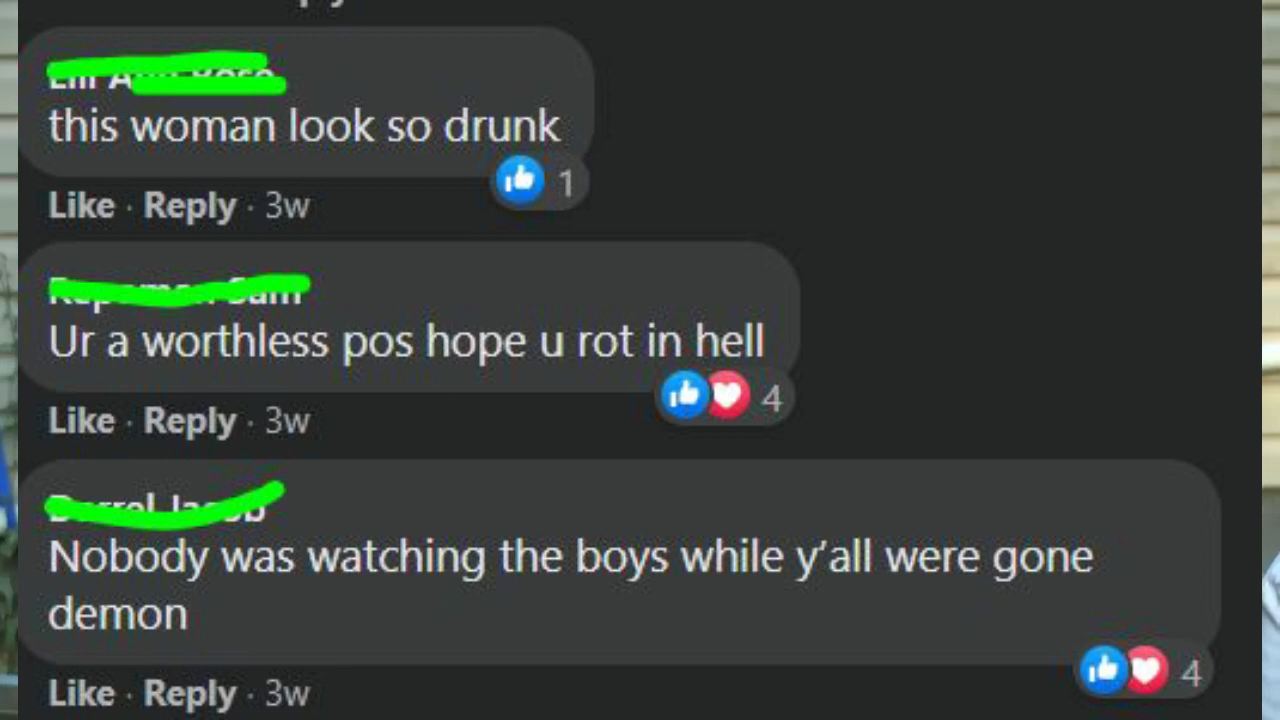 this woman look so drunk
1
Like · Reply · 3w
Ur a worthless pos hope u rot in hell
4
Like · Reply · 3w
Nobody was watching the boys while y'all were gone
demon
4
Like · Reply · 3w